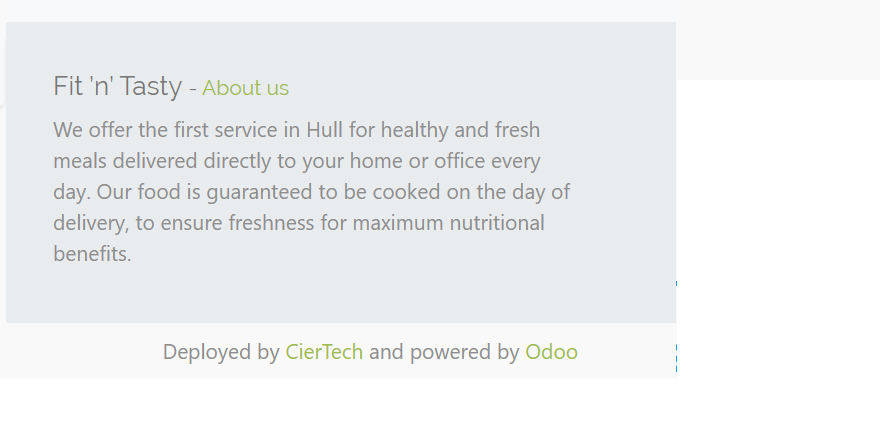 Fit ’n’ Tasty - About us
We offer the first service in Hull for healthy and fresh
meals delivered directly to your home or office every
day. Our food is guaranteed to be cooked on the day of
delivery, to ensure freshness for maximum nutritional
benefits.
Deployed by CierTech and powered by Odoo